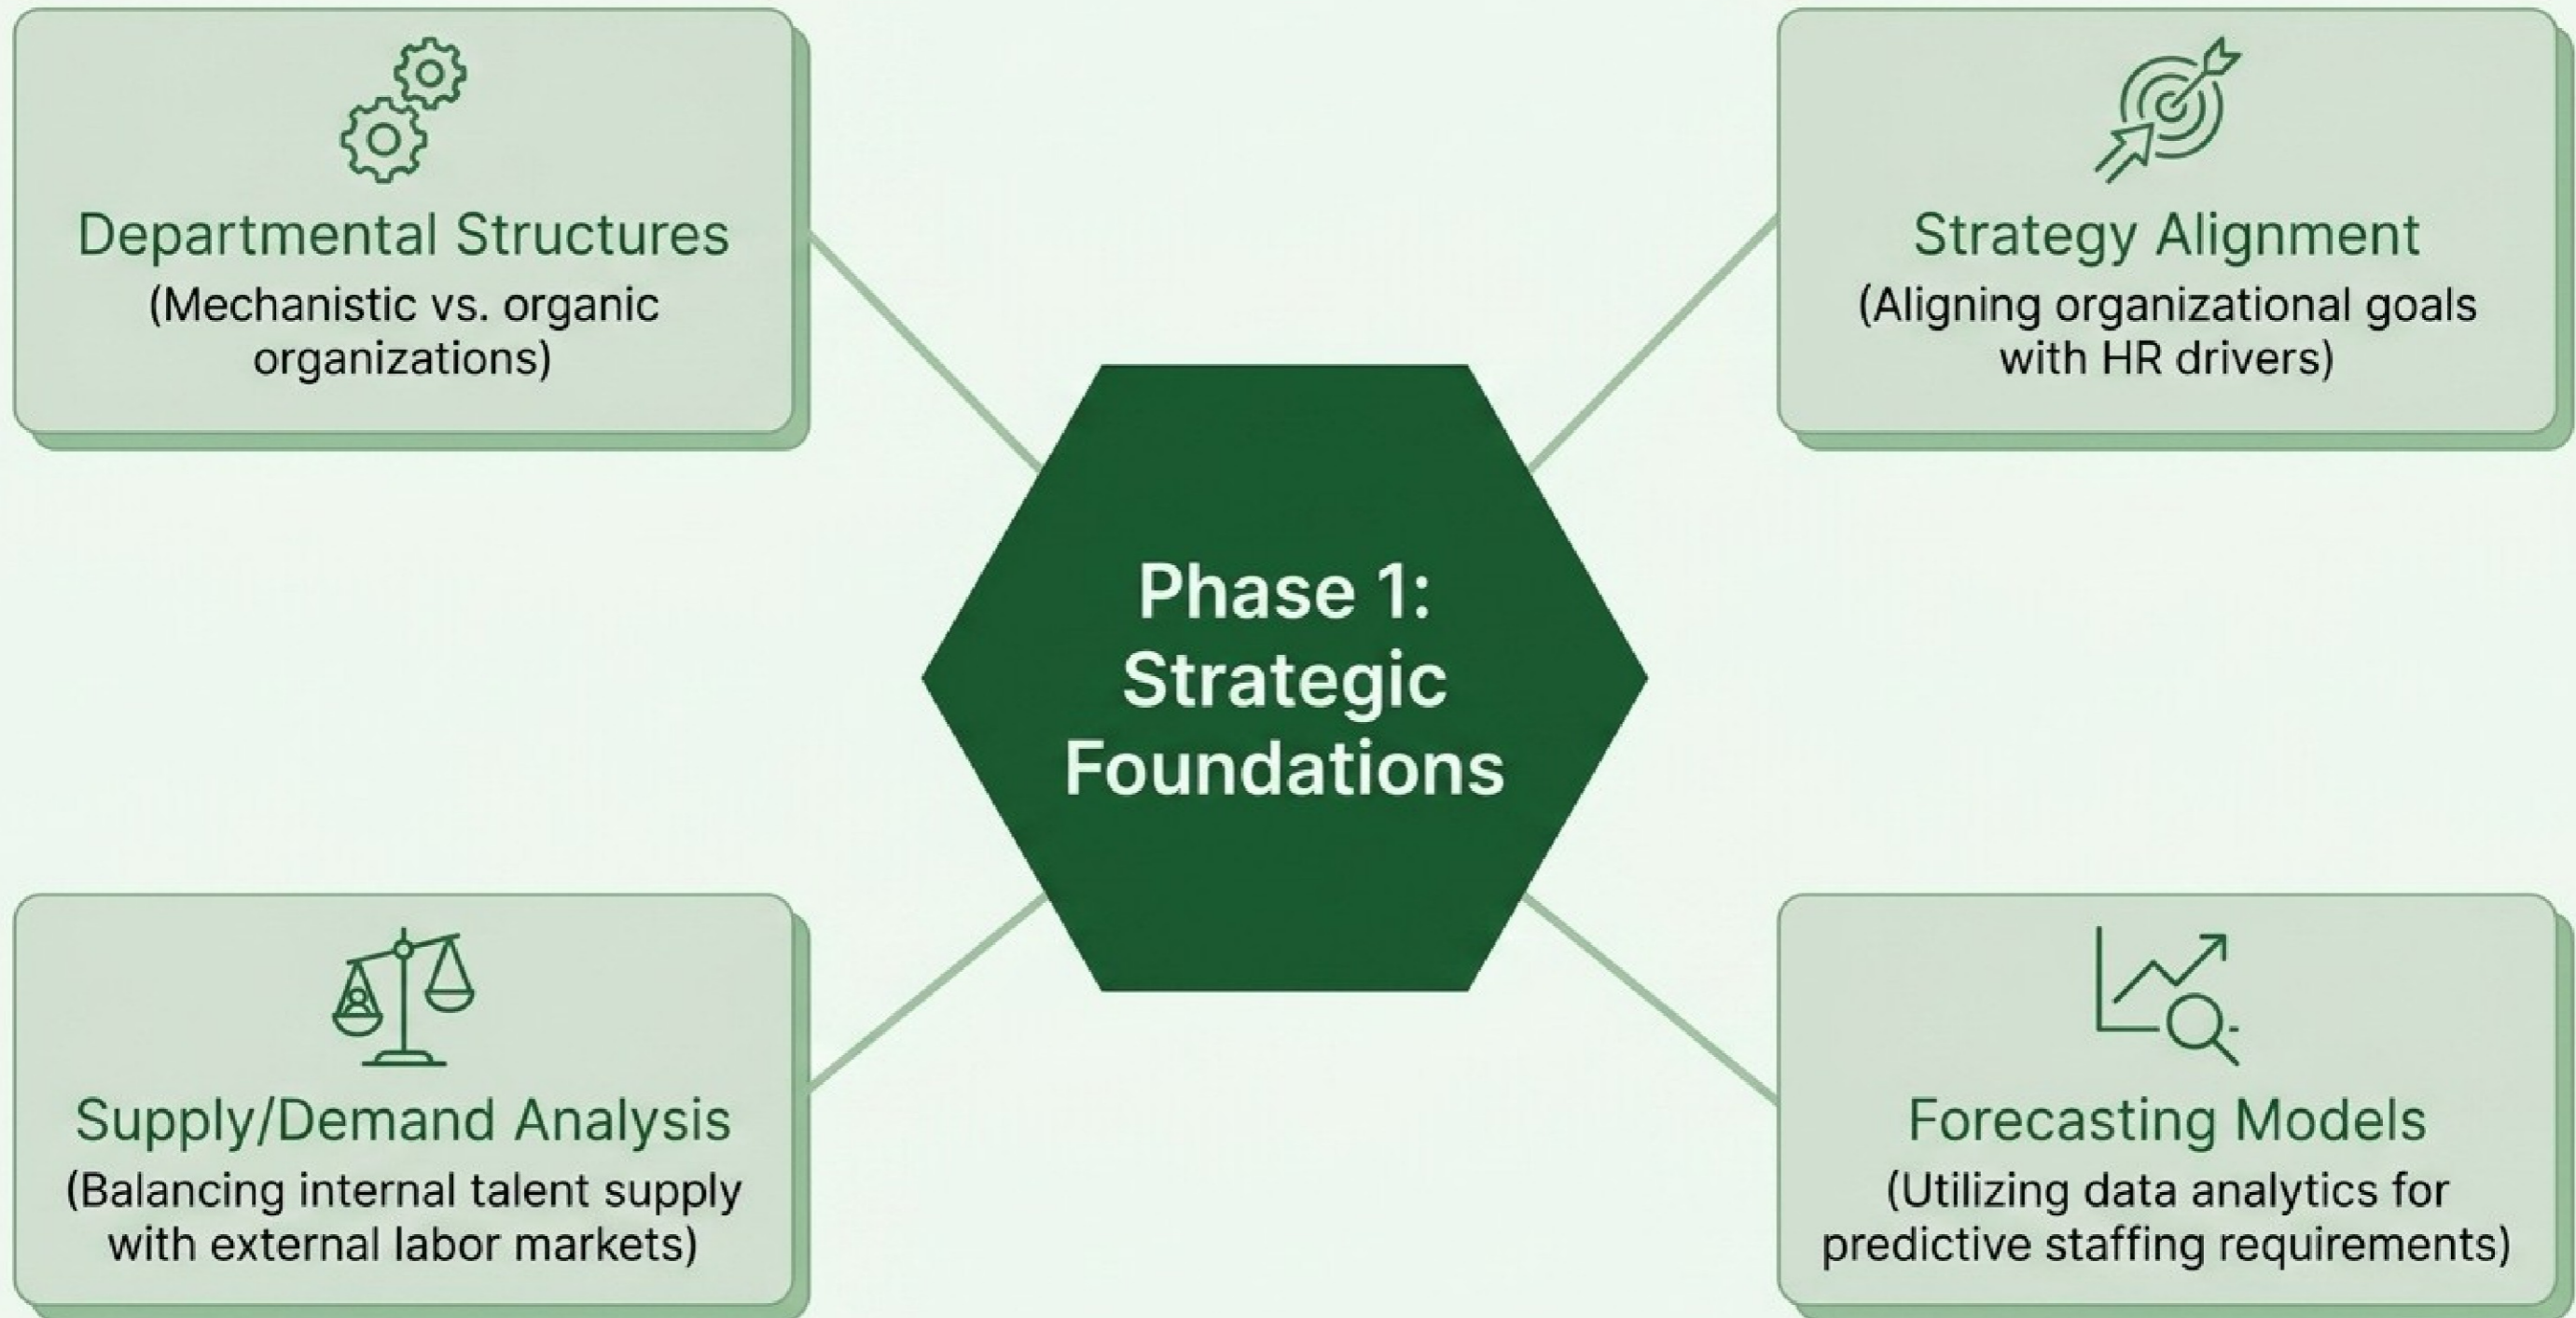 Departmental Structures
(Mechanistic vs. organic
organizations)
Strategy Alignment
(Aligning organizational goals
with HR drivers)
Phase 1:
Strategic
Foundations
Supply/Demand Analysis
(Balancing internal talent supply
with external labor markets)
Forecasting Models
(Utilizing data analytics for
predictive staffing requirements)